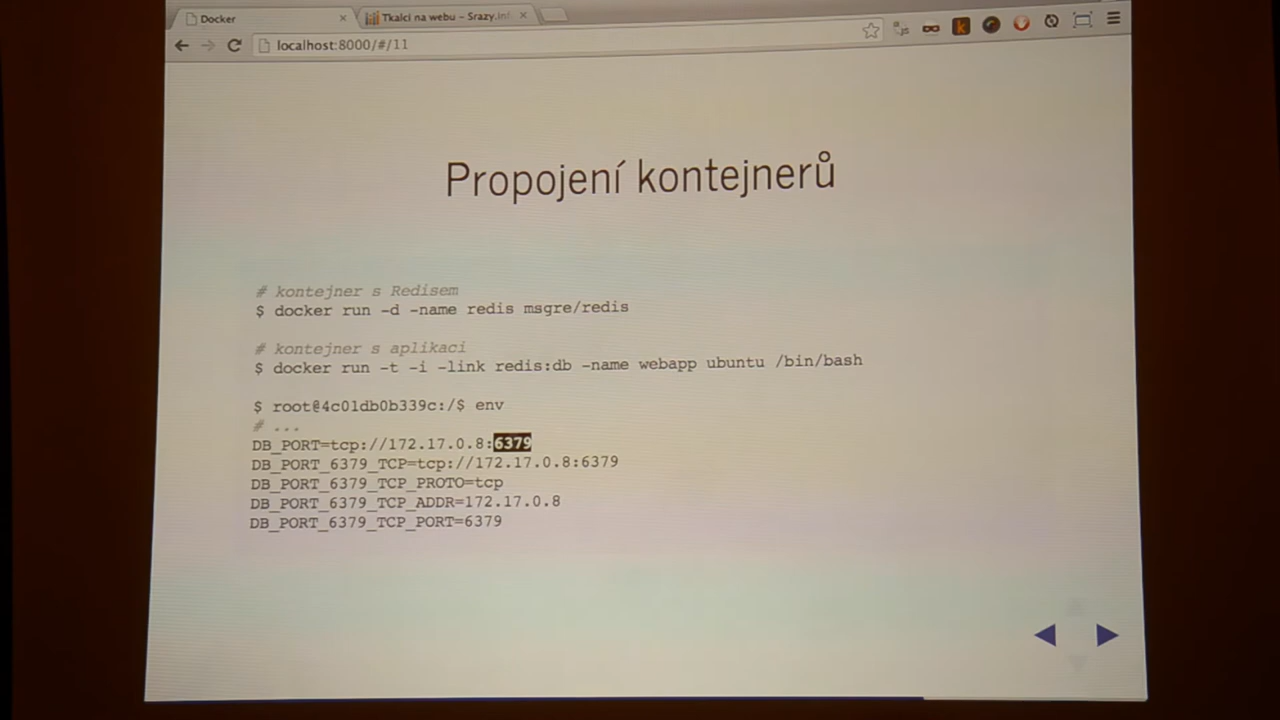 Docker
Tkalci na webu – Srazy.inf
localhost:8000/#/11
Propojení kontejnerů
# kontejner s Redisem
$ docker run -d -name redis msgre/redis
# kontejner s aplikaci
$ docker run -t -i -link redis:db -name webapp ubuntu /bin/bash
$ root@4c01db0b339c:/$ env
# ...
DB_PORT=tcp://172.17.0.8:6379
DB_PORT_6379_TCP=tcp://172.17.0.8:6379
DB_PORT_6379_TCP_PROTO=tcp
DB_PORT_6379_TCP_ADDR=172.17.0.8
DB_PORT_6379_TCP_PORT=6379